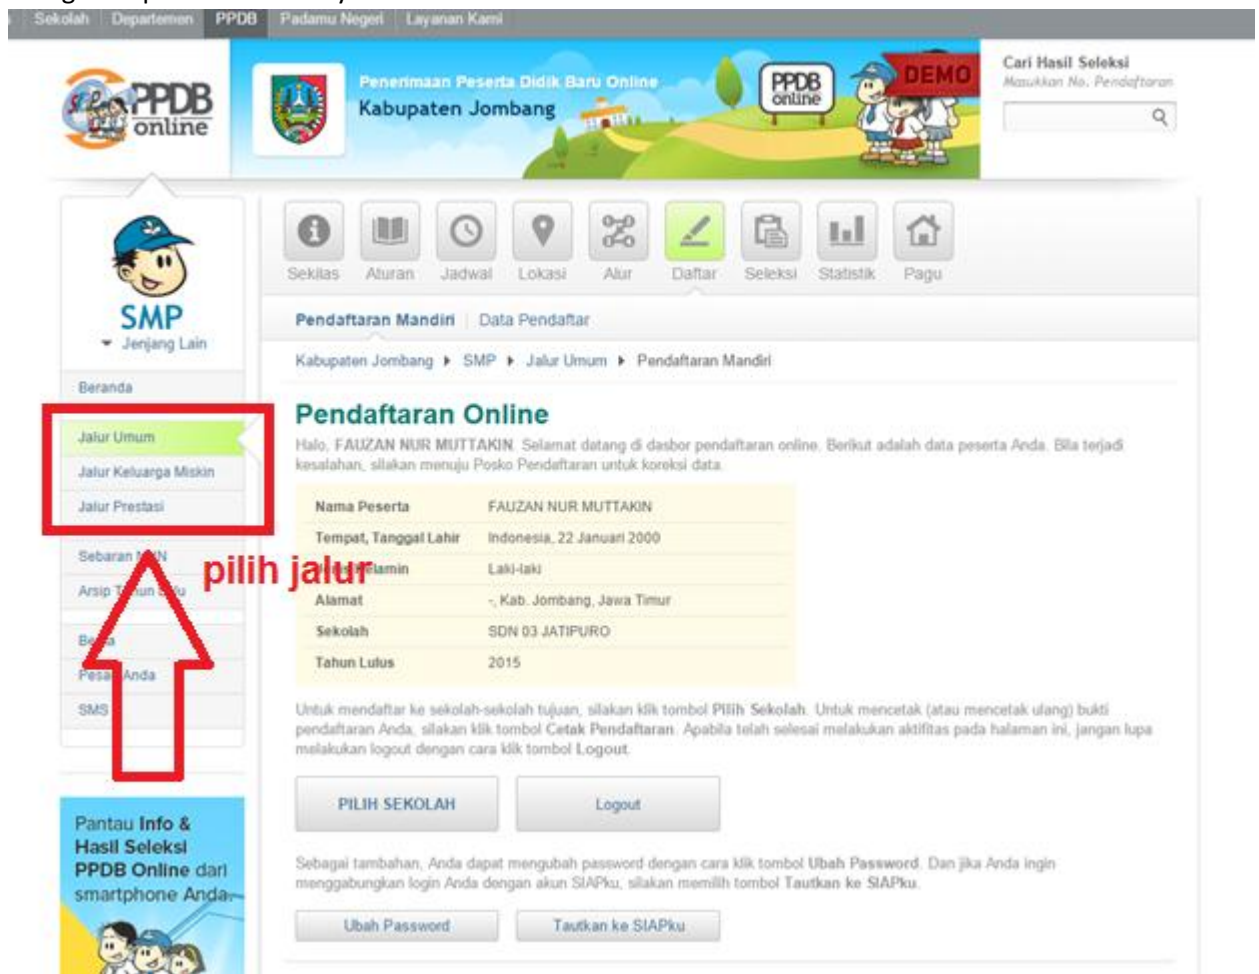 Sekolah Departemen PPDB Padamu Negeri Layanan Kami
PPDB
online
Penerimaan Peserta Didik Baru Online
Kabupaten Jombang
PPDB
online
DEMO
Cari Hasil Seleksi
Masukkan No. Pendaftaran
SMP
Jenjang Lain
Beranda
Jalur Umum
Jalur Keluarga Miskin
Jalur Prestasi
Sebaran
Arsip
SMS
pilih jalur
Pantau Info &
Hasil Seleksi
PPDB Online dari
smartphone Anda.
Sekilas Aturan Jadwal Lokasi Alur Daftar Seleksi Statistik Pagu
Pendaftaran Mandiri Data Pendaftar
Kabupaten Jombang SMP Jalur Umum Pendaftaran Mandiri
Pendaftaran Online
Halo, FAUZAN NUR MUTTAKIN. Selamat datang di dasbor pendaftaran online. Berikut adalah data peserta Anda. Bila terjadi
kesalahan, silakan menuju Posko Pendaftaran untuk koreksi data.
Nama Peserta FAUZAN NUR MUTTAKIN
Tempat, Tanggal Lahir Indonesia, 22 Januari 2000
Kelamin Laki-laki
Alamat -, Kab. Jombang, Jawa Timur
Sekolah SDN 03 JATIPURO
Tahun Lulus 2015
Untuk mendaftar ke sekolah-sekolah tujuan, silakan klik tombol Pilih Sekolah. Untuk mencetak (atau mencetak ulang) bukti
pendaftaran Anda, silakan klik tombol Cetak Pendaftaran. Apabila telah selesai melakukan aktifitas pada halaman ini, jangan lupa
melakukan logout dengan cara klik tombol Logout.
PILIH SEKOLAH Logout
Sebagai tambahan, Anda dapat mengubah password dengan cara klik tombol Ubah Password. Dan jika Anda ingin
menggabungkan login Anda dengan akun SIAPku, silakan memilih tombol Tautkan ke SIAPku.
Ubah Password Tautkan ke SIAPku